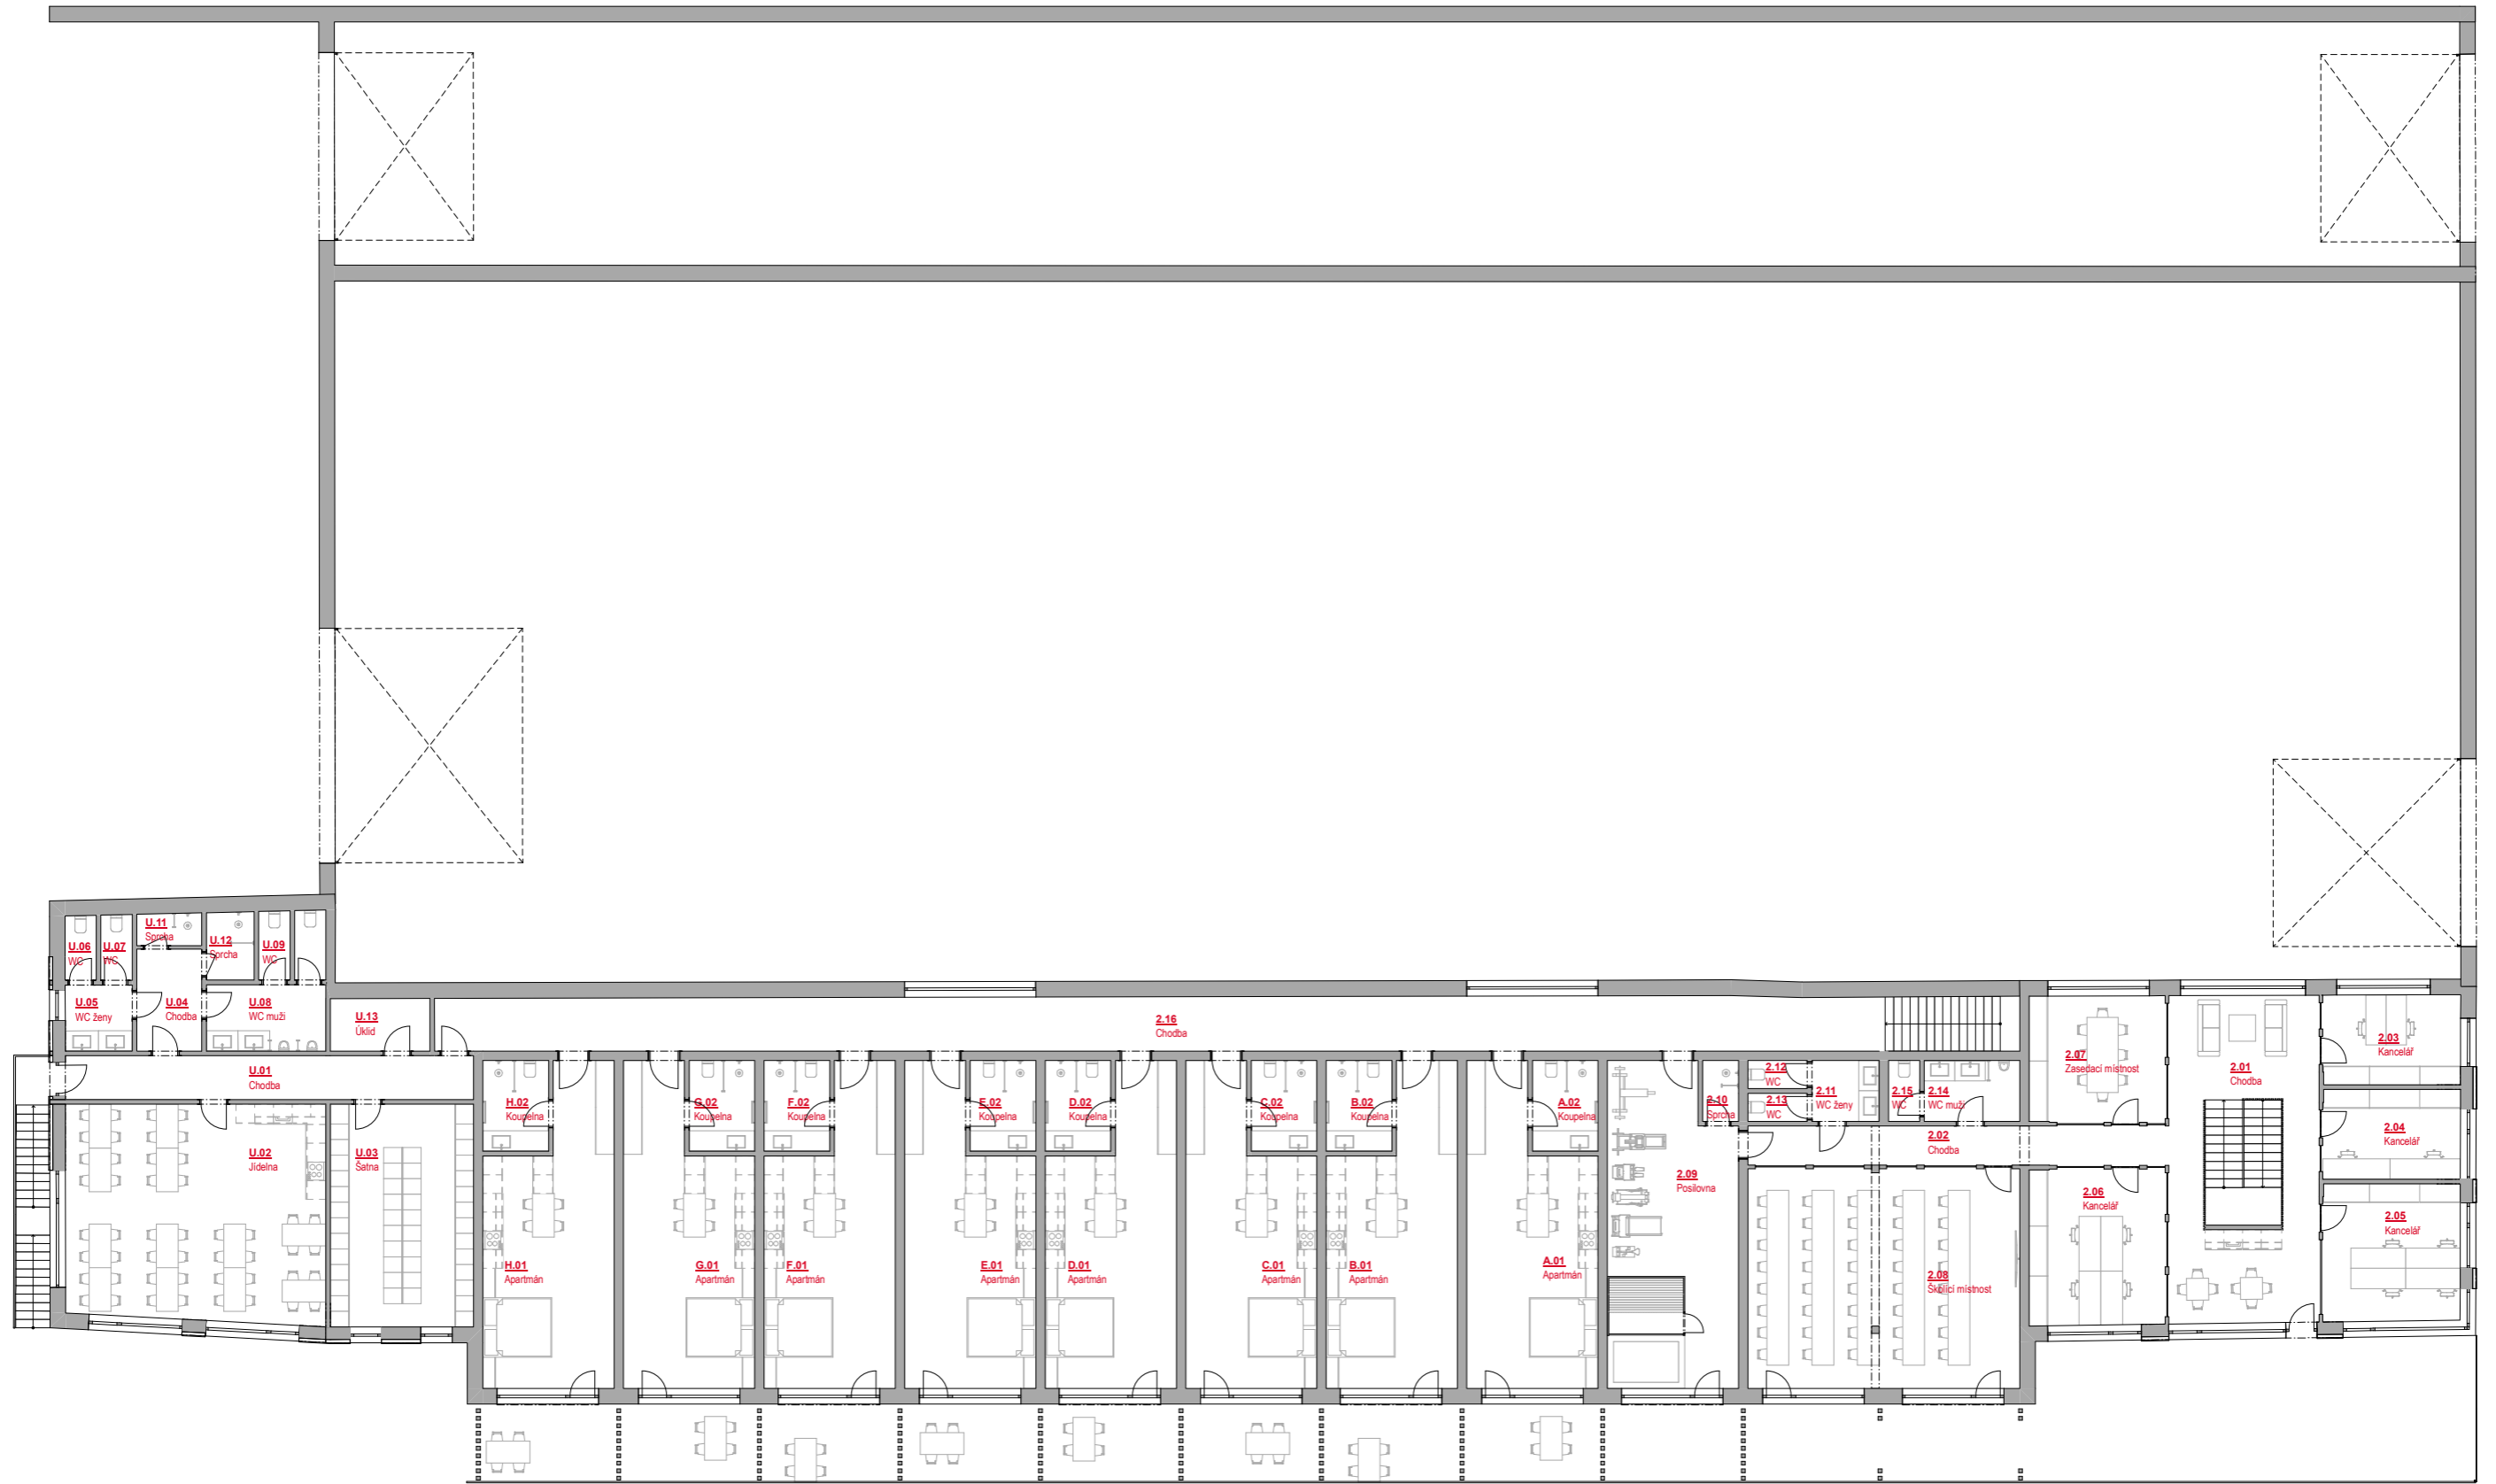 U.11
Sprcha
U.12
Sprcha
U.06
WC
U.07
WC
U.09
WC
U.05
WC ženy
U.04
Chodba
U.08
WC muži
U.13
Úklid
U.01
Chodba
U.02
Jídelna
U.03
Šatna
2.16
Chodba
H.02
Koupelna
G.02
Koupelna
F.02
Koupelna
E.02
Koupelna
D.02
Koupelna
C.02
Koupelna
B.02
Koupelna
A.02
Koupelna
H.01
Apartmán
G.01
Apartmán
F.01
Apartmán
E.01
Apartmán
D.01
Apartmán
C.01
Apartmán
B.01
Apartmán
A.01
Apartmán
2.09
Posilovna
2.10
Sprcha
2.12
WC
2.13
WC
2.11
WC ženy
2.15
WC
2.14
WC muži
2.02
Chodba
2.08
Školící místnost
2.07
Zasedací místnost
2.06
Kancelář
2.01
Chodba
2.03
Kancelář
2.04
Kancelář
2.05
Kancelář